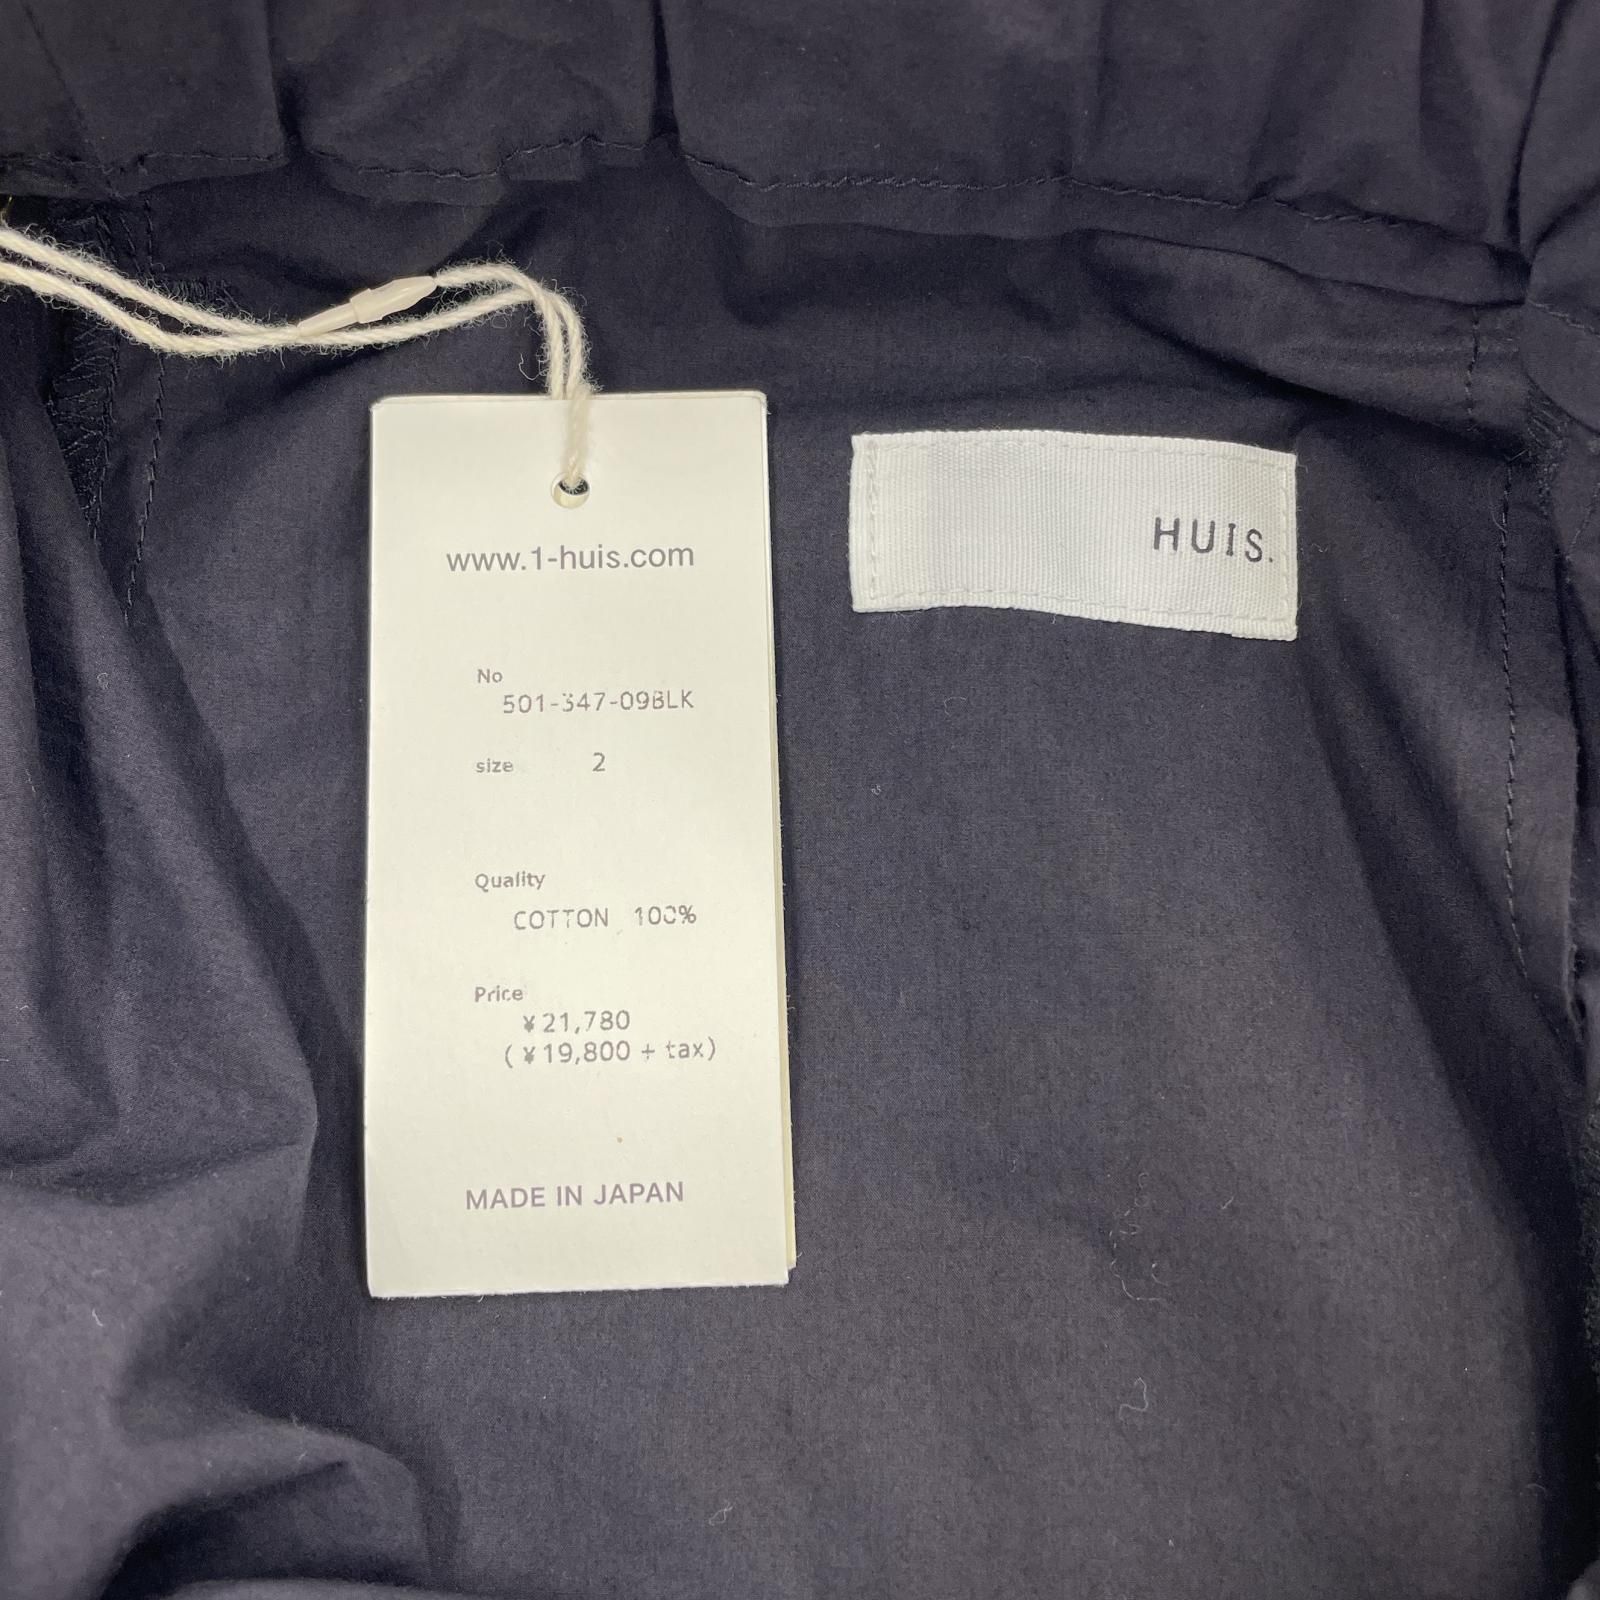 www.1-huis.com
No
501-347-09BLK
size 2
Quality
COTTON 100%
Price
¥21,780
(¥19,800 + tax)
MADE IN JAPAN
HUIS.